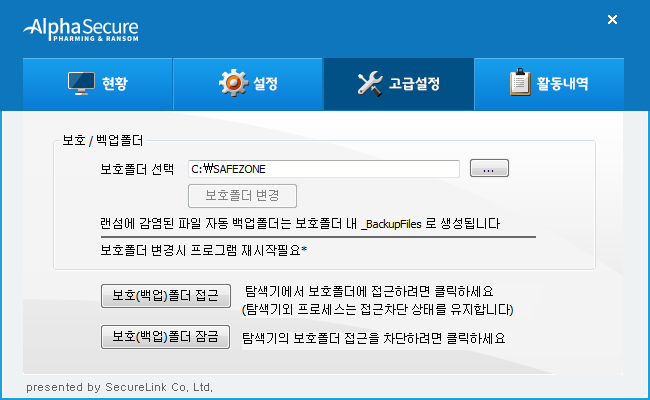 AlphaSecure
PHARMING & RANSOM
현황
설정
고급설정
활동내역
보호 / 백업폴더
보호폴더 선택
C:₩SAFEZONE
...
보호폴더 변경
랜섬에 감염된 파일 자동 백업폴더는 보호폴더 내 _BackupFiles 로 생성됩니다
보호폴더 변경시 프로그램 재시작필요*
보호(백업)폴더 접근
탐색기에서 보호폴더에 접근하려면 클릭하세요
(탐색기외 프로세스는 접근차단 상태를 유지합니다)
보호(백업)폴더 잠금
탐색기의 보호폴더 접근을 차단하려면 클릭하세요
presented by SecureLink Co, Ltd,